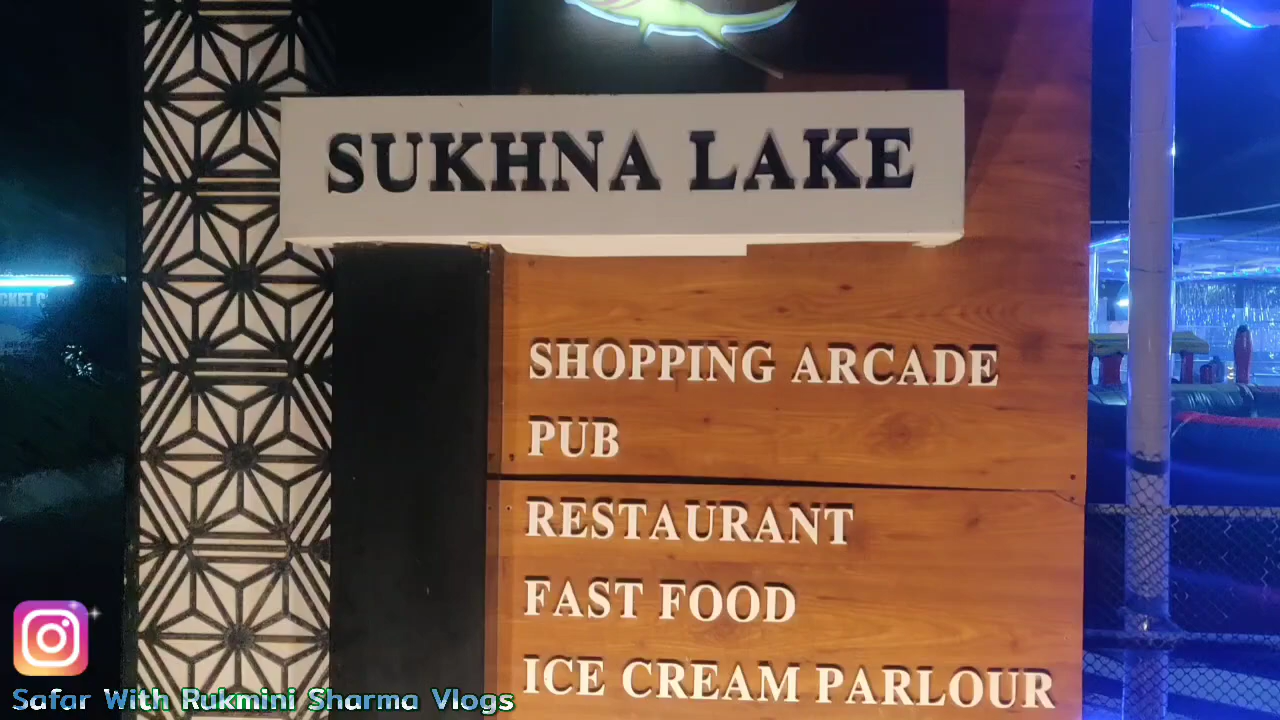 SUKHNA LAKE
SHOPPING ARCADE
PUB
RESTAURANT
FAST FOOD
ICE CREAM PARLOUR
Safar With Rukmini Sharma Vlogs